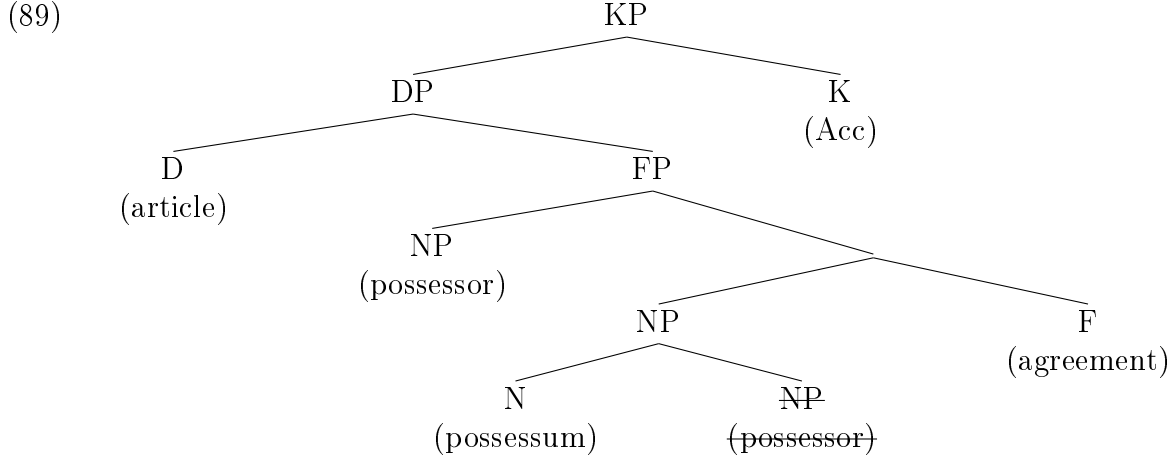 (89) KP
DP K
(Acc)
D FP
(article)
NP
(possessor)
NP F
(agreement)
N NP
(possessum) (possessor)